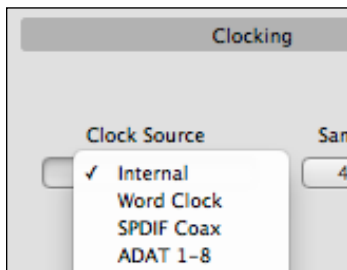 Clocking
Clock Source
✓ Internal
Word Clock
SPDIF Coax
ADAT 1-8